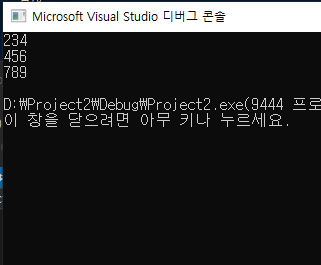 Microsoft Visual Studio 디버그 콘솔
234
456
789
D:₩Project2₩Debug₩Project2.exe(9444 프로
이 창을 닫으려면 아무 키나 누르세요.